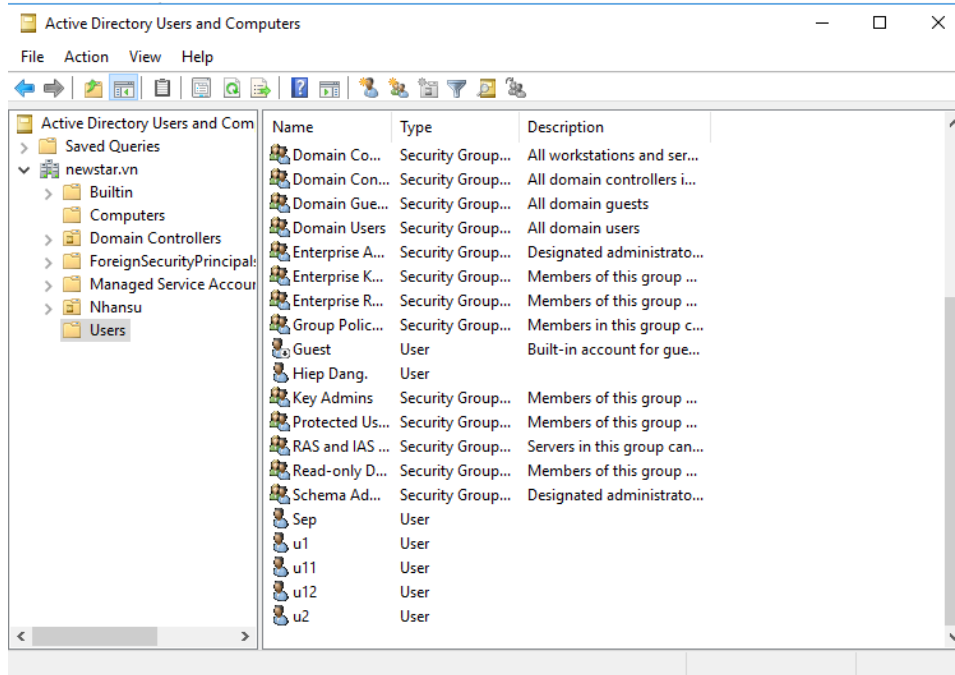 Active Directory Users and Computers
File Action View Help
Active Directory Users and Com
Saved Queries
newstar.vn
Builtin
Computers
Domain Controllers
ForeignSecurityPrincipals
Managed Service Accour
Nhansu
Users
Name Type Description
Domain Co... Security Group... All workstations and ser...
Domain Con... Security Group... All domain controllers i...
Domain Gue... Security Group... All domain guests
Domain Users Security Group... All domain users
Enterprise A... Security Group... Designated administrato...
Enterprise K... Security Group... Members of this group ...
Enterprise R... Security Group... Members of this group ...
Group Polic... Security Group... Members in this group c...
Guest User Built-in account for gue...
Hiep Dang. User
Key Admins Security Group... Members of this group ...
Protected Us... Security Group... Members of this group ...
RAS and IAS ... Security Group... Servers in this group can...
Read-only D... Security Group... Members of this group ...
Schema Ad... Security Group... Designated administrato...
Sep User
u1 User
u11 User
u12 User
u2 User